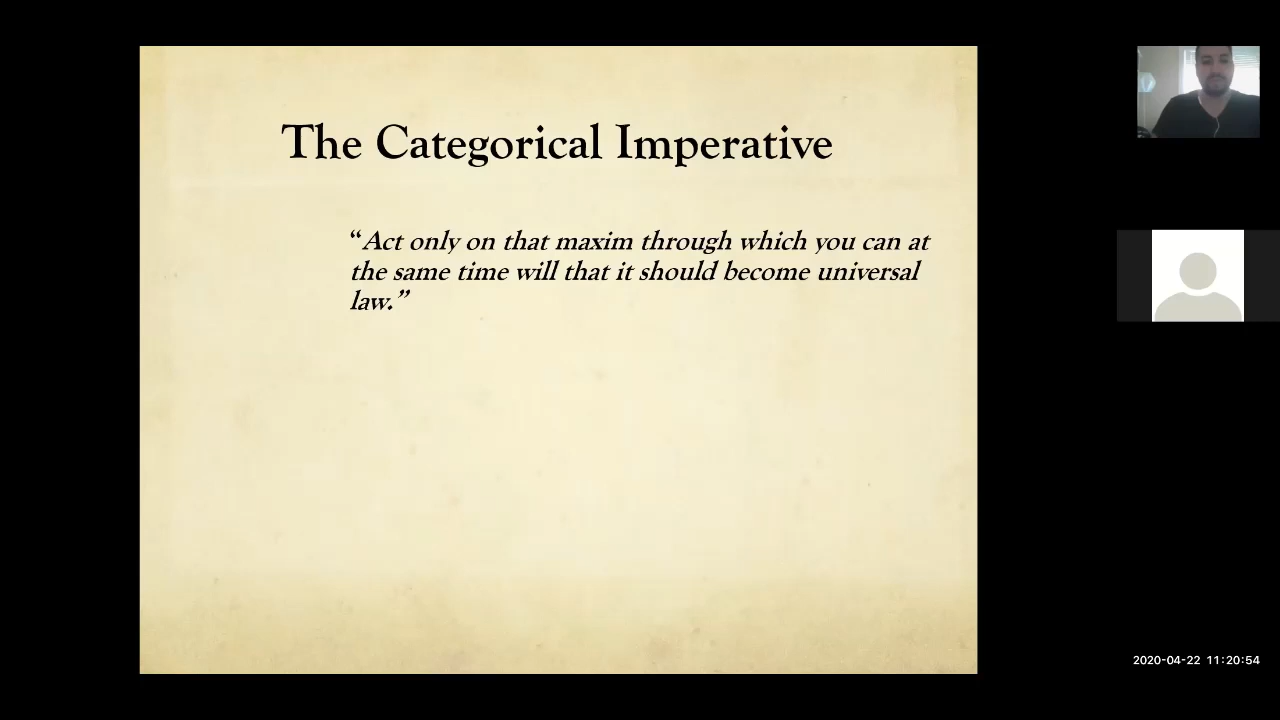 The Categorical Imperative
“Act only on that maxim through which you can at
the same time will that it should become universal
law.”
2020-04-22 11:20:54